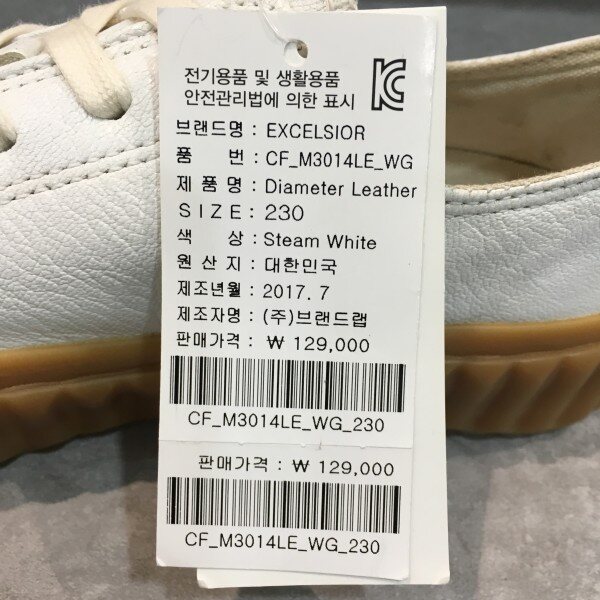 전기용품 및 생활용품
안전관리법에 의한 표시
브랜드명 : EXCELSIOR
품 번 : CF_M3014LE_WG
제 품 명 : Diameter Leather
SIZE : 230
색 상 : Steam White
원 산 지 : 대한민국
제조년월 : 2017. 7
제조자명 : (주)브랜드랩
판매가격 : ₩ 129,000
CF_M3014LE_WG_230
판매가격 : ₩ 129,000
CF_M3014LE_WG_230